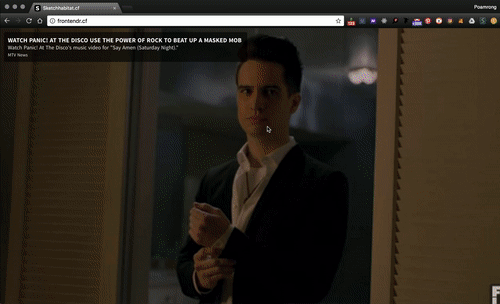 Sketchhabitat.cf
Poamrong
frontendr.cf
WATCH PANIC! AT THE DISCO USE THE POWER OF ROCK TO BEAT UP A MASKED MOB
Watch Panic! At The Disco's music video for "Say Amen (Saturday Night)."
MTV News